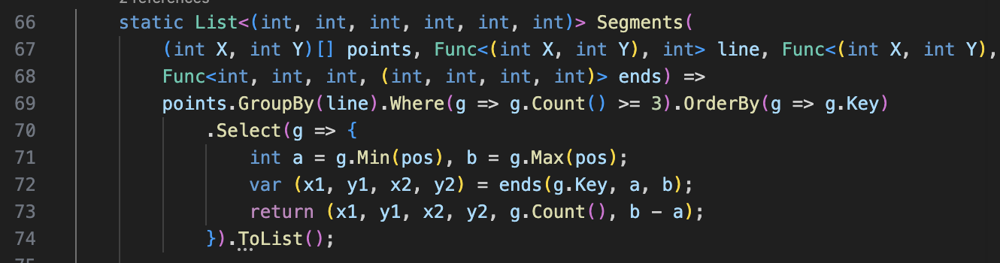 2 references
66 static List<(int, int, int, int, int, int)> Segments(
67 (int X, int Y)[] points, Func<(int X, int Y), int> line, Func<(int X, int Y),
68 Func<int, int, int, (int, int, int, int)> ends) =>
69 points.GroupBy(line).Where(g => g.Count() >= 3).OrderBy(g => g.Key)
70 .Select(g => {
71 int a = g.Min(pos), b = g.Max(pos);
72 var (x1, y1, x2, y2) = ends(g.Key, a, b);
73 return (x1, y1, x2, y2, g.Count(), b - a);
74 }).ToList();
75